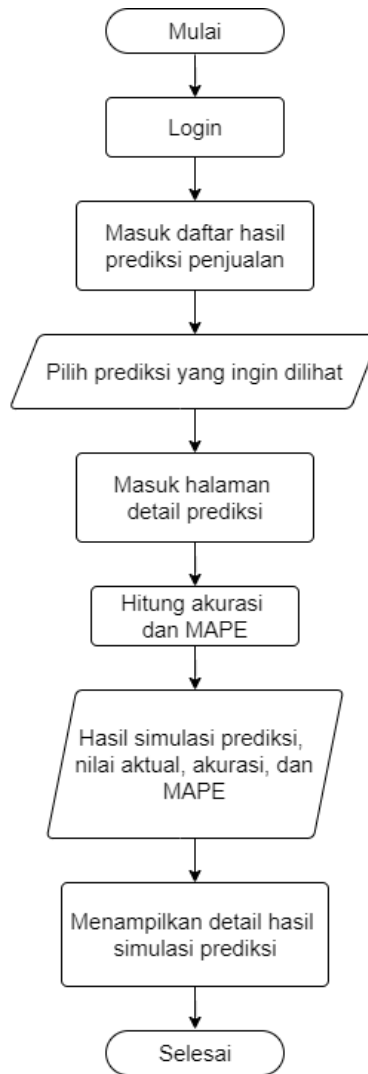 Mulai
Login
Masuk daftar hasil
prediksi penjualan
Pilih prediksi yang ingin dilihat
Masuk halaman
detail prediksi
Hitung akurasi
dan MAPE
Hasil simulasi prediksi,
nilai aktual, akurasi, dan
MAPE
Menampilkan detail hasil
simulasi prediksi
Selesai